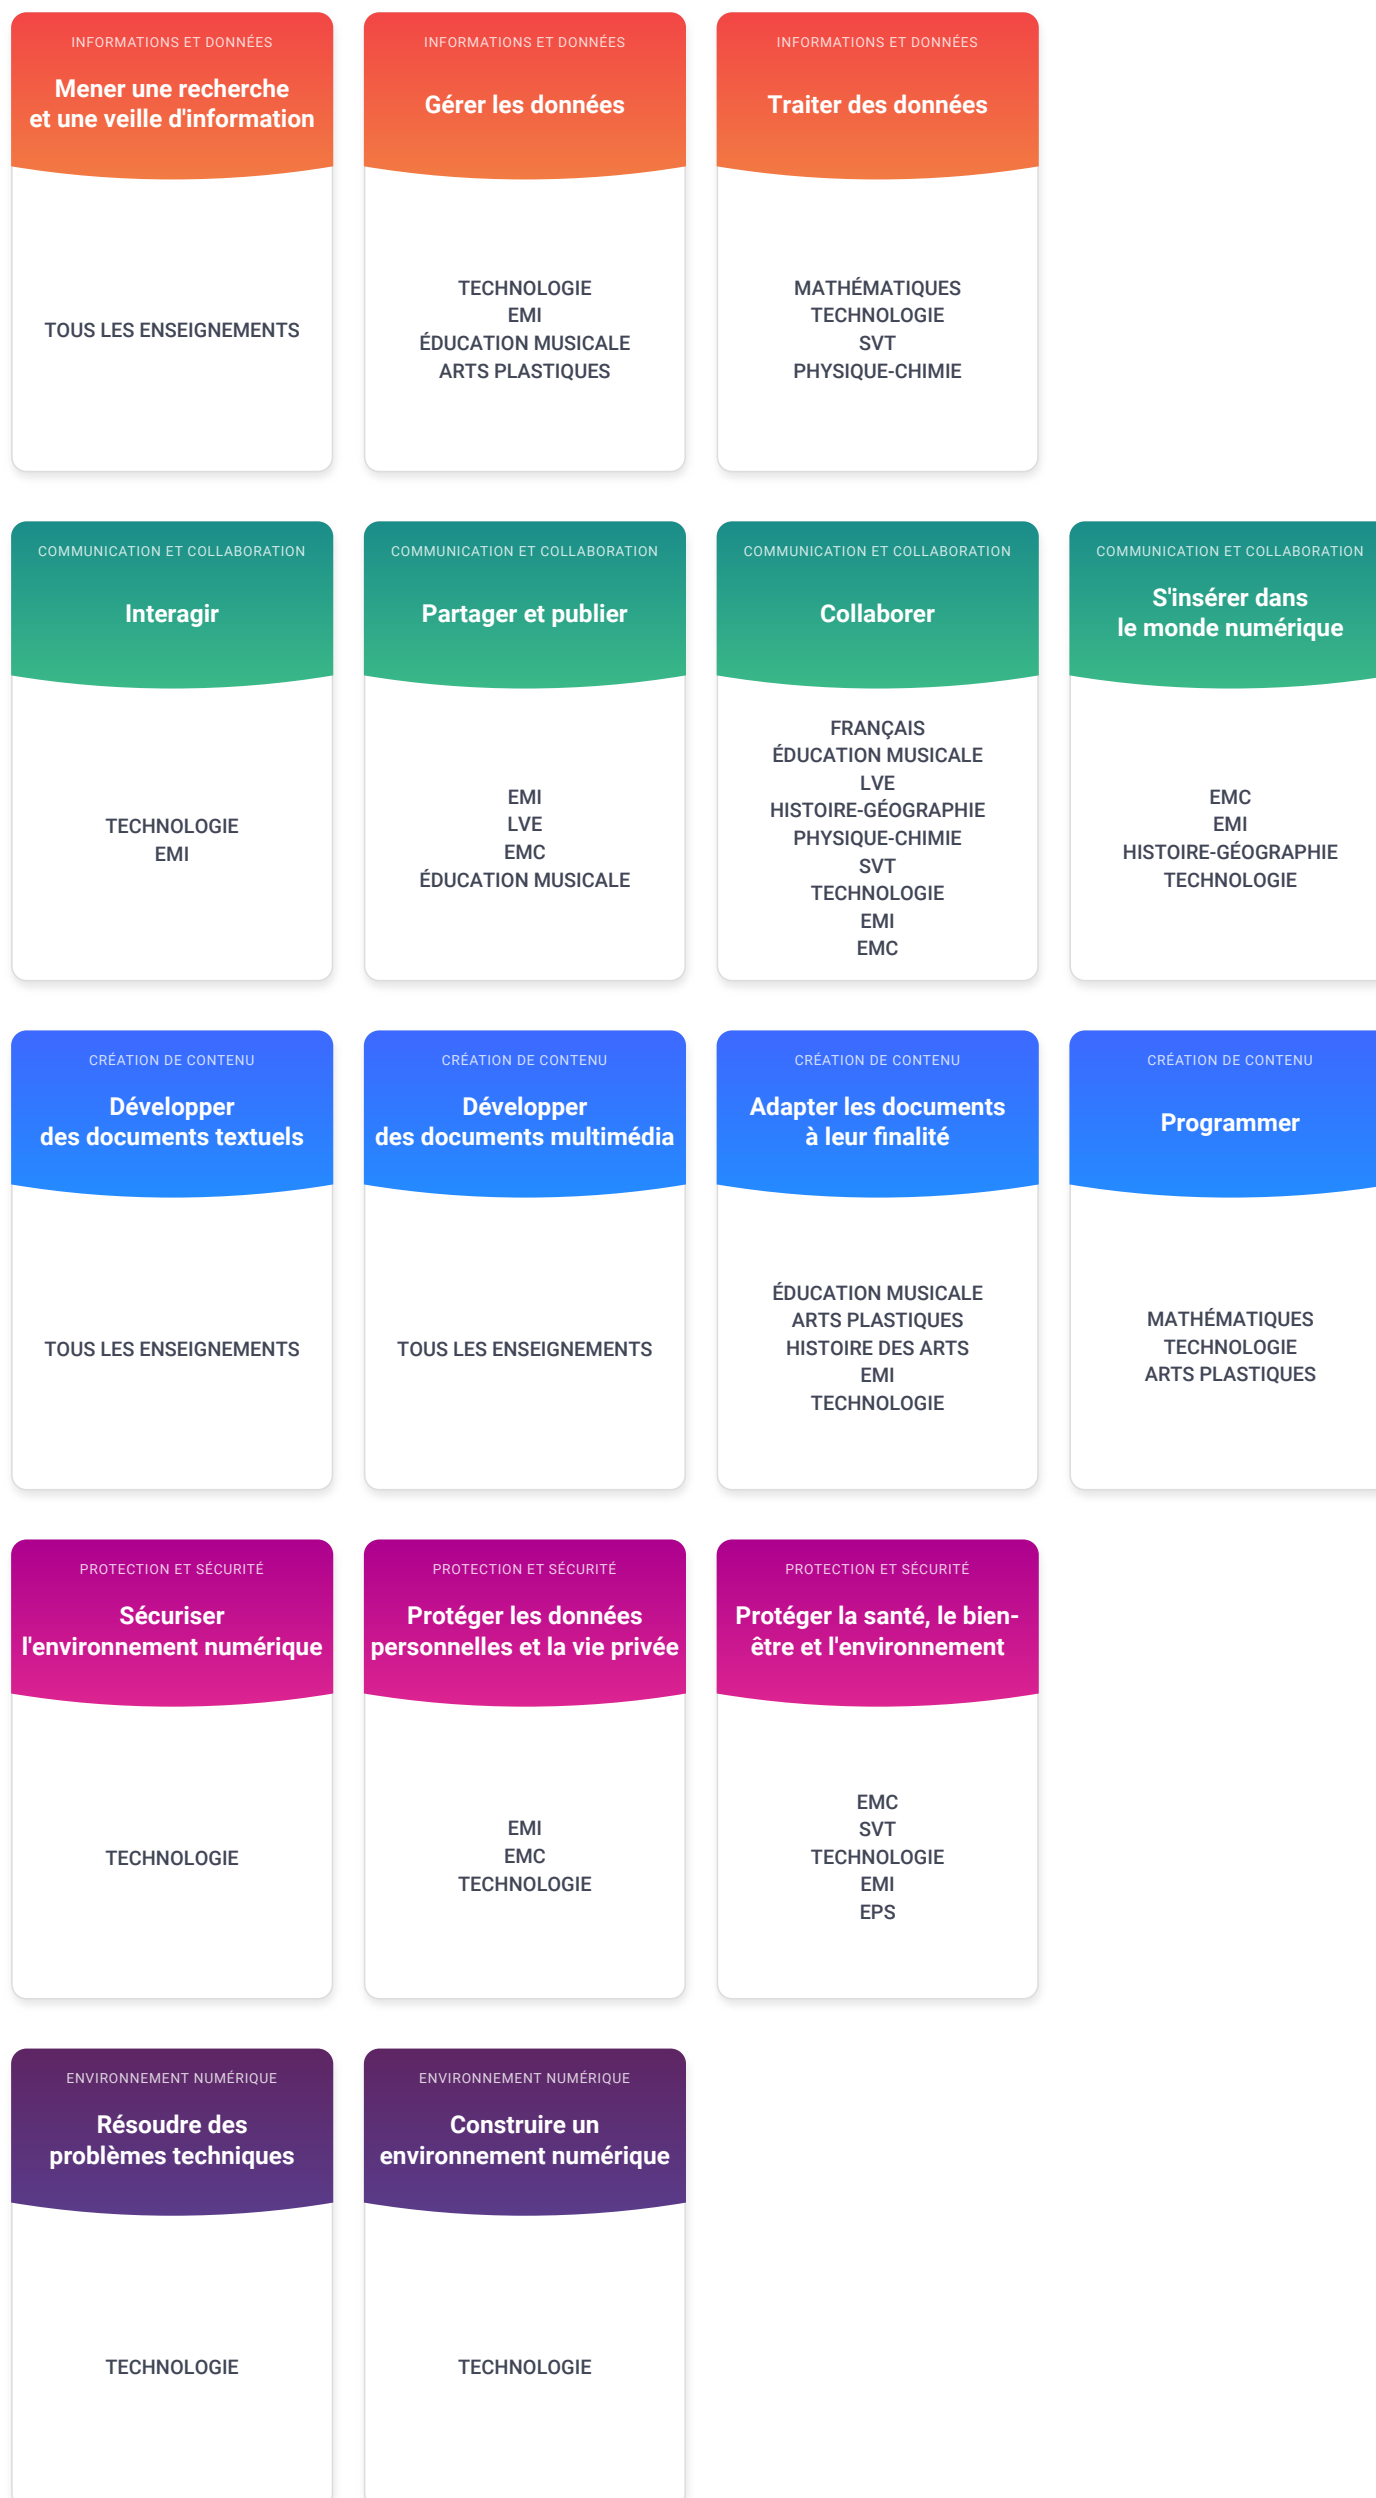 INFORMATIONS ET DONNÉES
Mener une recherche
et une veille d'information
TOUS LES ENSEIGNEMENTS
INFORMATIONS ET DONNÉES
Gérer les données
TECHNOLOGIE
EMI
ÉDUCATION MUSICALE
ARTS PLASTIQUES
INFORMATIONS ET DONNÉES
Traiter des données
MATHÉMATIQUES
TECHNOLOGIE
SVT
PHYSIQUE-CHIMIE
COMMUNICATION ET COLLABORATION
Interagir
TECHNOLOGIE
EMI
COMMUNICATION ET COLLABORATION
Partager et publier
EMI
LVE
EMC
ÉDUCATION MUSICALE
COMMUNICATION ET COLLABORATION
Collaborer
FRANÇAIS
ÉDUCATION MUSICALE
LVE
HISTOIRE-GÉOGRAPHIE
PHYSIQUE-CHIMIE
SVT
TECHNOLOGIE
EMI
EMC
COMMUNICATION ET COLLABORATION
S'insérer dans
le monde numérique
EMC
EMI
HISTOIRE-GÉOGRAPHIE
TECHNOLOGIE
CRÉATION DE CONTENU
Développer
des documents textuels
TOUS LES ENSEIGNEMENTS
CRÉATION DE CONTENU
Développer
des documents multimédia
TOUS LES ENSEIGNEMENTS
CRÉATION DE CONTENU
Adapter les documents
à leur finalité
ÉDUCATION MUSICALE
ARTS PLASTIQUES
HISTOIRE DES ARTS
EMI
TECHNOLOGIE
CRÉATION DE CONTENU
Programmer
MATHÉMATIQUES
TECHNOLOGIE
ARTS PLASTIQUES
PROTECTION ET SÉCURITÉ
Sécuriser
l'environnement numérique
TECHNOLOGIE
PROTECTION ET SÉCURITÉ
Protéger les données
personnelles et la vie privée
EMI
EMC
TECHNOLOGIE
PROTECTION ET SÉCURITÉ
Protéger la santé, le bien-
être et l'environnement
EMC
SVT
TECHNOLOGIE
EMI
EPS
ENVIRONNEMENT NUMÉRIQUE
Résoudre des
problèmes techniques
TECHNOLOGIE
ENVIRONNEMENT NUMÉRIQUE
Construire un
environnement numérique
TECHNOLOGIE